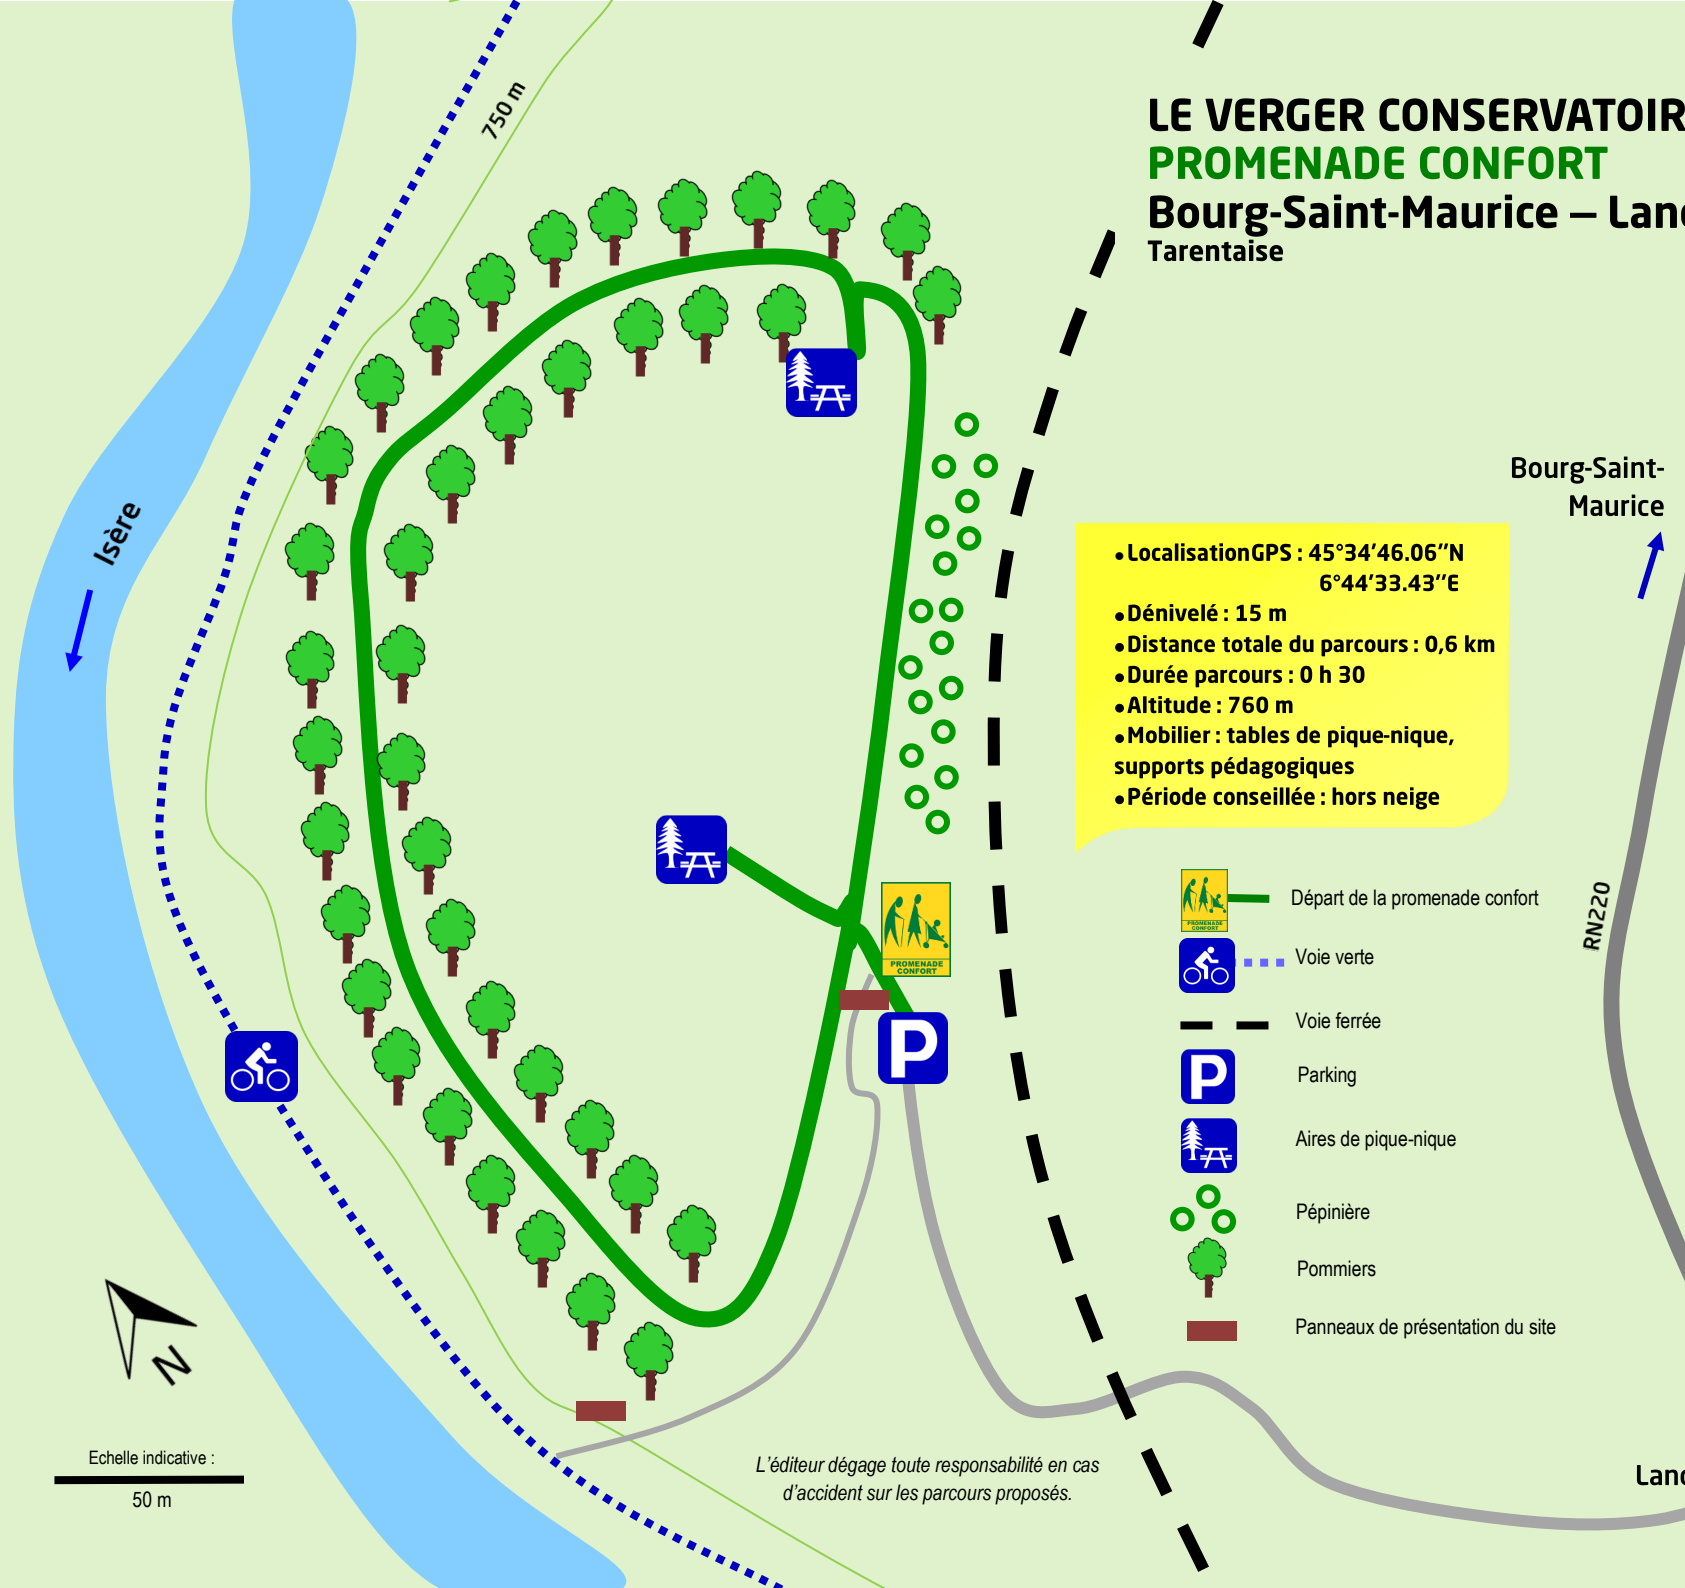 750 m
LE VERGER CONSERVATOIR
PROMENADE CONFORT
Bourg-Saint-Maurice – Lan
Tarentaise
Isère
Bourg-Saint-
Maurice
•LocalisationGPS : 45°34’46.06’’N
6°44’33.43’’E
•Dénivelé : 15 m
•Distance totale du parcours : 0,6 km
•Durée parcours : 0 h 30
•Altitude : 760 m
•Mobilier : tables de pique-nique,
supports pédagogiques
•Période conseillée : hors neige
RN220
PROMENADE
CONFORT
P
PROMENADE
CONFORT
Départ de la promenade confort
Voie verte
Voie ferrée
P
Parking
Aires de pique-nique
Pépinière
Pommiers
Panneaux de présentation du site
N
Echelle indicative :
50 m
L’éditeur dégage toute responsabilité en cas
d’accident sur les parcours proposés.
Lan